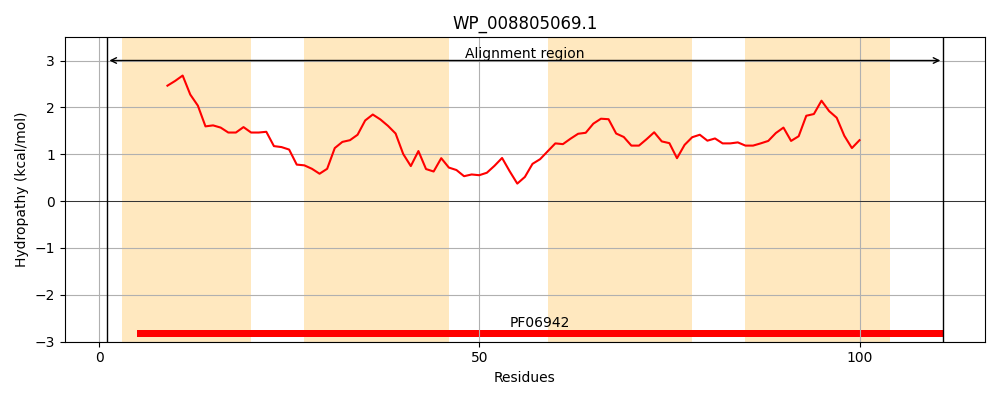 WP_008805069.1
Alignment region
3
2
1
0
−1
−2
−3
Hydropathy (kcal/mol)
PF06942
0
50
100
Residues